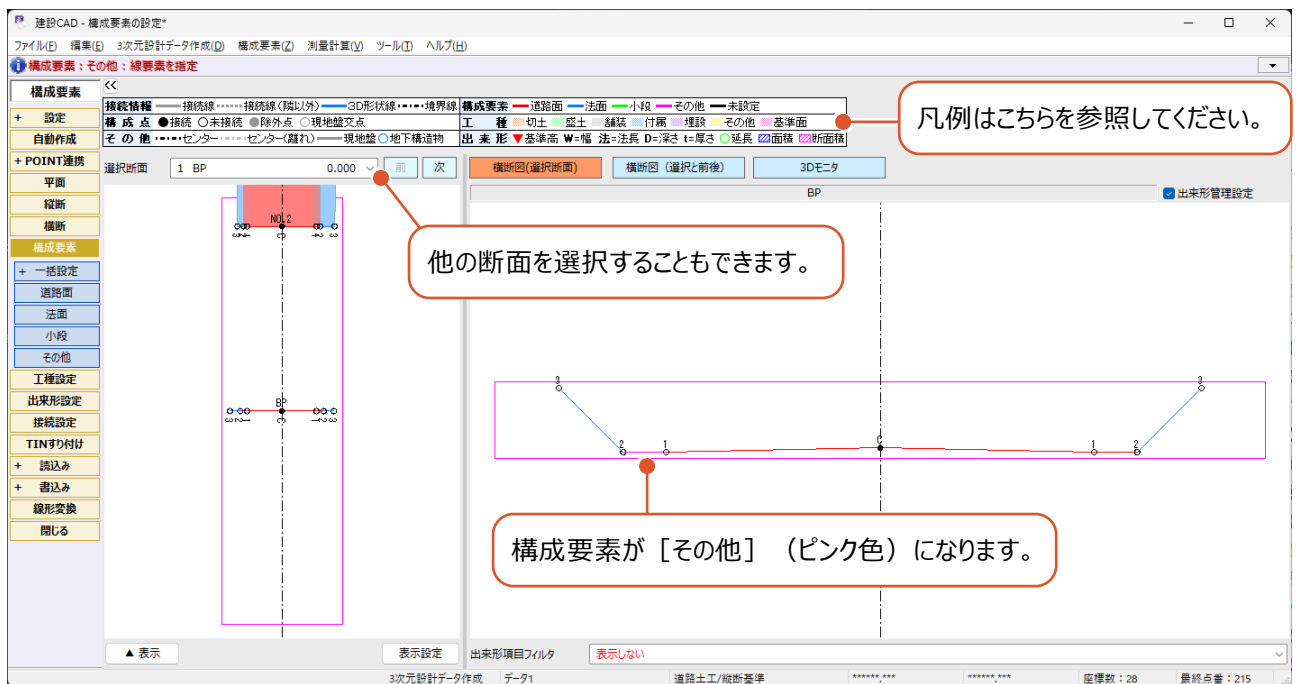 建設CAD - 構成要素の設定*
ファイル(F) 編集(E) 3次元設計データ作成(D) 構成要素(Z) 測量計算(V) ツール(T) ヘルプ(H)
構成要素：その他：線要素を指定
構成要素
+ 設定
自動作成
+ POINT連携
平面
縦断
横断
構成要素
+ 一括設定
道路面
法面
小段
その他
工種設定
出来形設定
接続設定
TINすり付け
+ 読込み
+ 書込み
線形変換
閉じる
接続情報 接続線 接続線(隣以外) 3D形状線 境界線 構成要素 道路面 法面 小段 その他 未設定
構成点 ●接続 ○未接続 ●除外点 ○現地盤交点 工種 切土 盛土 舗装 付属 埋設 その他 基準面
その他 センター センター(離れ) 現地盤 ○地下構造物 出来形 ▼基準高 W=幅 法=法長 D=深さ t=厚さ ○延長 面積 断面積
凡例はこちらを参照してください。
選択断面 1 BP 0.000 前 次
横断図(選択断面) 横断図（選択と前後） 3Dモニタ
BP
出来形管理設定
NO.2
C
BP
C
他の断面を選択することもできます。
3 3
2 1 C 1 2
構成要素が［その他］（ピンク色）になります。
▲ 表示 表示設定 出来形項目フィルタ 表示しない
3次元設計データ作成 データ1 道路土工/縦断基準 ******.*** ******.*** 座標数：28 最終点番：215